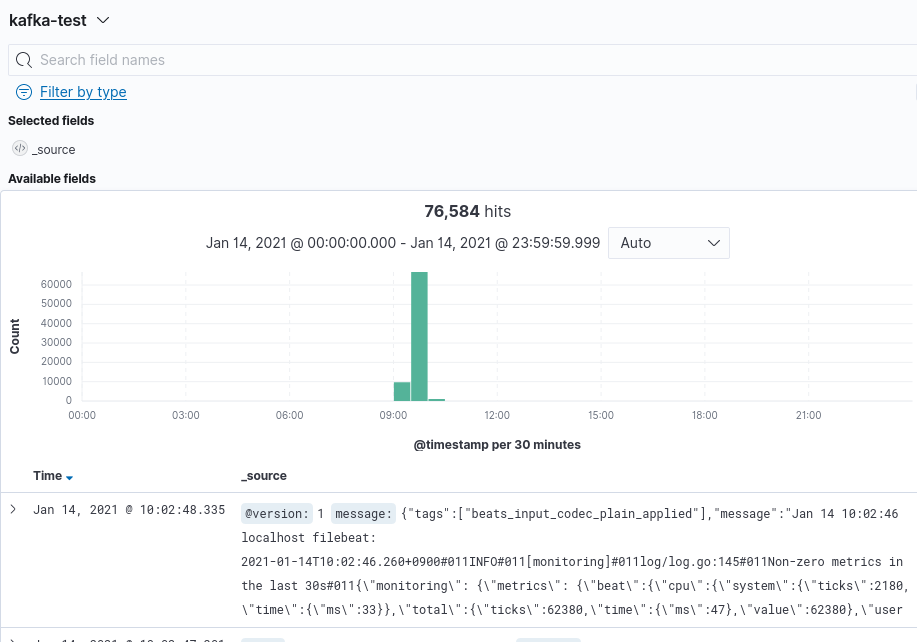 kafka-test
Search field names
Filter by type
Selected fields
</> _source
Available fields
76,584 hits
Jan 14, 2021 @ 00:00:00.000 - Jan 14, 2021 @ 23:59:59.999 Auto
Count
60000
50000
40000
30000
20000
10000
0
00:00 03:00 06:00 09:00 12:00 15:00 18:00 21:00
@timestamp per 30 minutes
Time _source
Jan 14, 2021 @ 10:02:48.335 @version: 1 message: {"tags":["beats_input_codec_plain_applied"],"message":"Jan 14 10:02:46
localhost filebeat:
2021-01-14T10:02:46.260+0900#011INFO#011[monitoring]#011log/log.go:145#011Non-zero metrics in
the last 30s#011{\"monitoring\": {\"metrics\": {\"beat\":{\"cpu\":{\"system\":{\"ticks\":2180,
\"time\":{\"ms\":33}},\"total\":{\"ticks\":62380,\"time\":{\"ms\":47},\"value\":62380},\"user